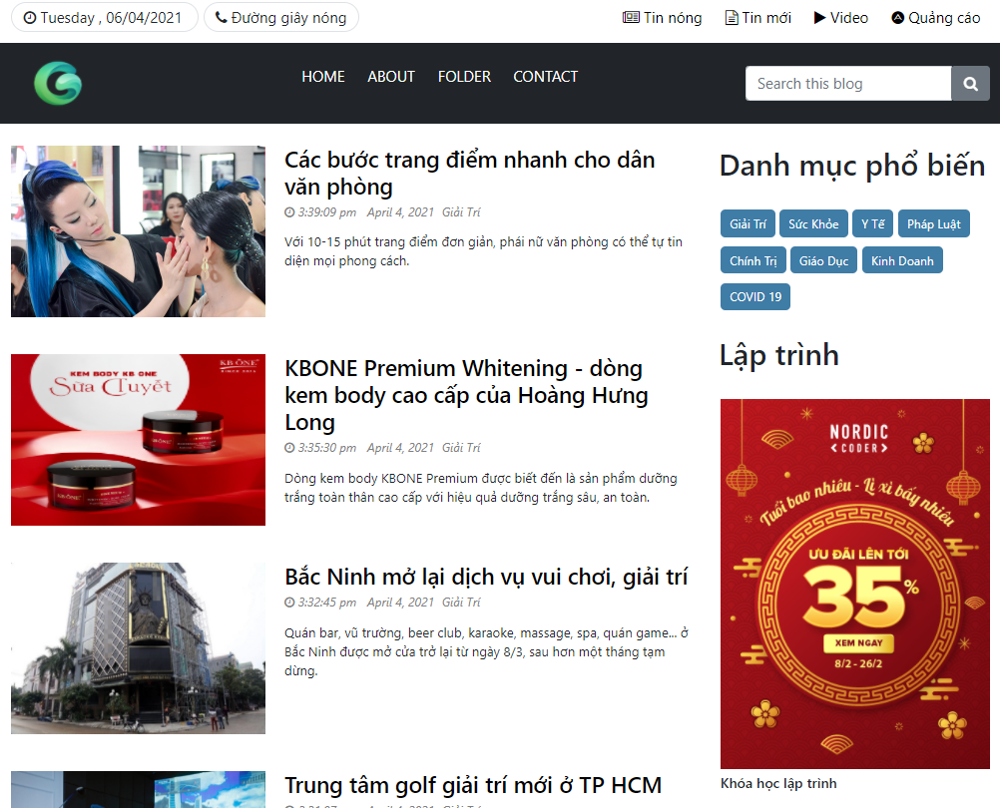 Tuesday , 06/04/2021
Đường giây nóng
Tin nóng
Tin mới
Video
Quảng cáo
HOME
ABOUT
FOLDER
CONTACT
Search this blog
Các bước trang điểm nhanh cho dân
văn phòng
3:39:09 pm April 4, 2021 Giải Trí
Với 10-15 phút trang điểm đơn giản, phái nữ văn phòng có thể tự tin
diện mọi phong cách.
KB ONE
SINCE 2014
KEM BODY KB ONE
Sữa Tuyết
KB-ONE
KBONE Premium Whitening - dòng
kem body cao cấp của Hoàng Hưng
Long
3:35:30 pm April 4, 2021 Giải Trí
Dòng kem body KBONE Premium được biết đến là sản phẩm dưỡng
trắng toàn thân cao cấp với hiệu quả dưỡng trắng sâu, an toàn.
Bắc Ninh mở lại dịch vụ vui chơi, giải trí
3:32:45 pm April 4, 2021 Giải Trí
Quán bar, vũ trường, beer club, karaoke, massage, spa, quán game... ở
Bắc Ninh được mở cửa trở lại từ ngày 8/3, sau hơn một tháng tạm
dừng.
Trung tâm golf giải trí mới ở TP HCM
Danh mục phổ biến
Giải Trí
Sức Khỏe
Y Tế
Pháp Luật
Chính Trị
Giáo Dục
Kinh Doanh
COVID 19
Lập trình
NORDIC
< CODER >
Tuổi bao nhiêu - Lì xì bấy nhiêu
ƯU ĐÃI LÊN TỚI
35%
XEM NGAY
8/2 - 26/2
Khóa học lập trình